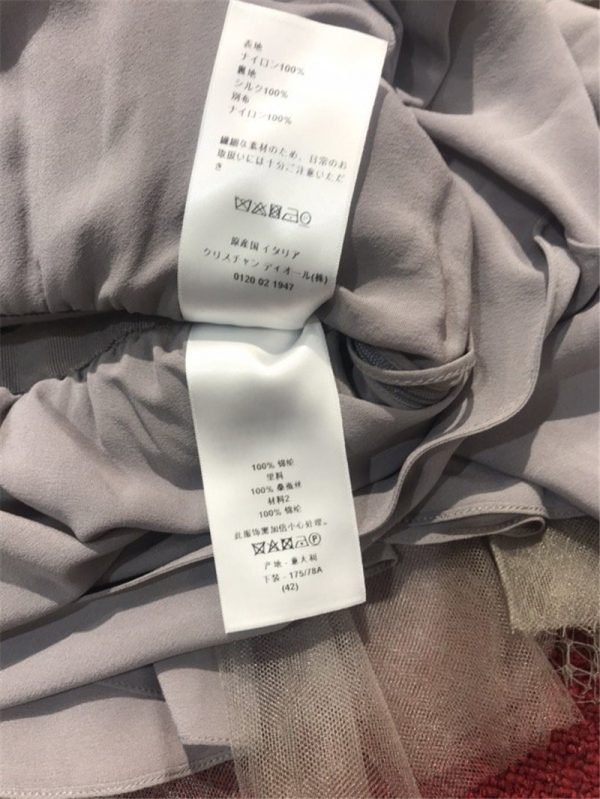 表地
ナイロン100%
裏地
シルク100%
別布
ナイロン100%
繊細な素材のため、日常のお
取扱いには十分ご注意いただ
き
原産国 イタリア
クリスチャン ディオール(株)
0120 02 1947
100% 锦纶
里料
100% 桑蚕丝
材料2
100% 锦纶
此服饰需加倍小心处理。
产地 - 意大利
下装 - 175/78A
(42)